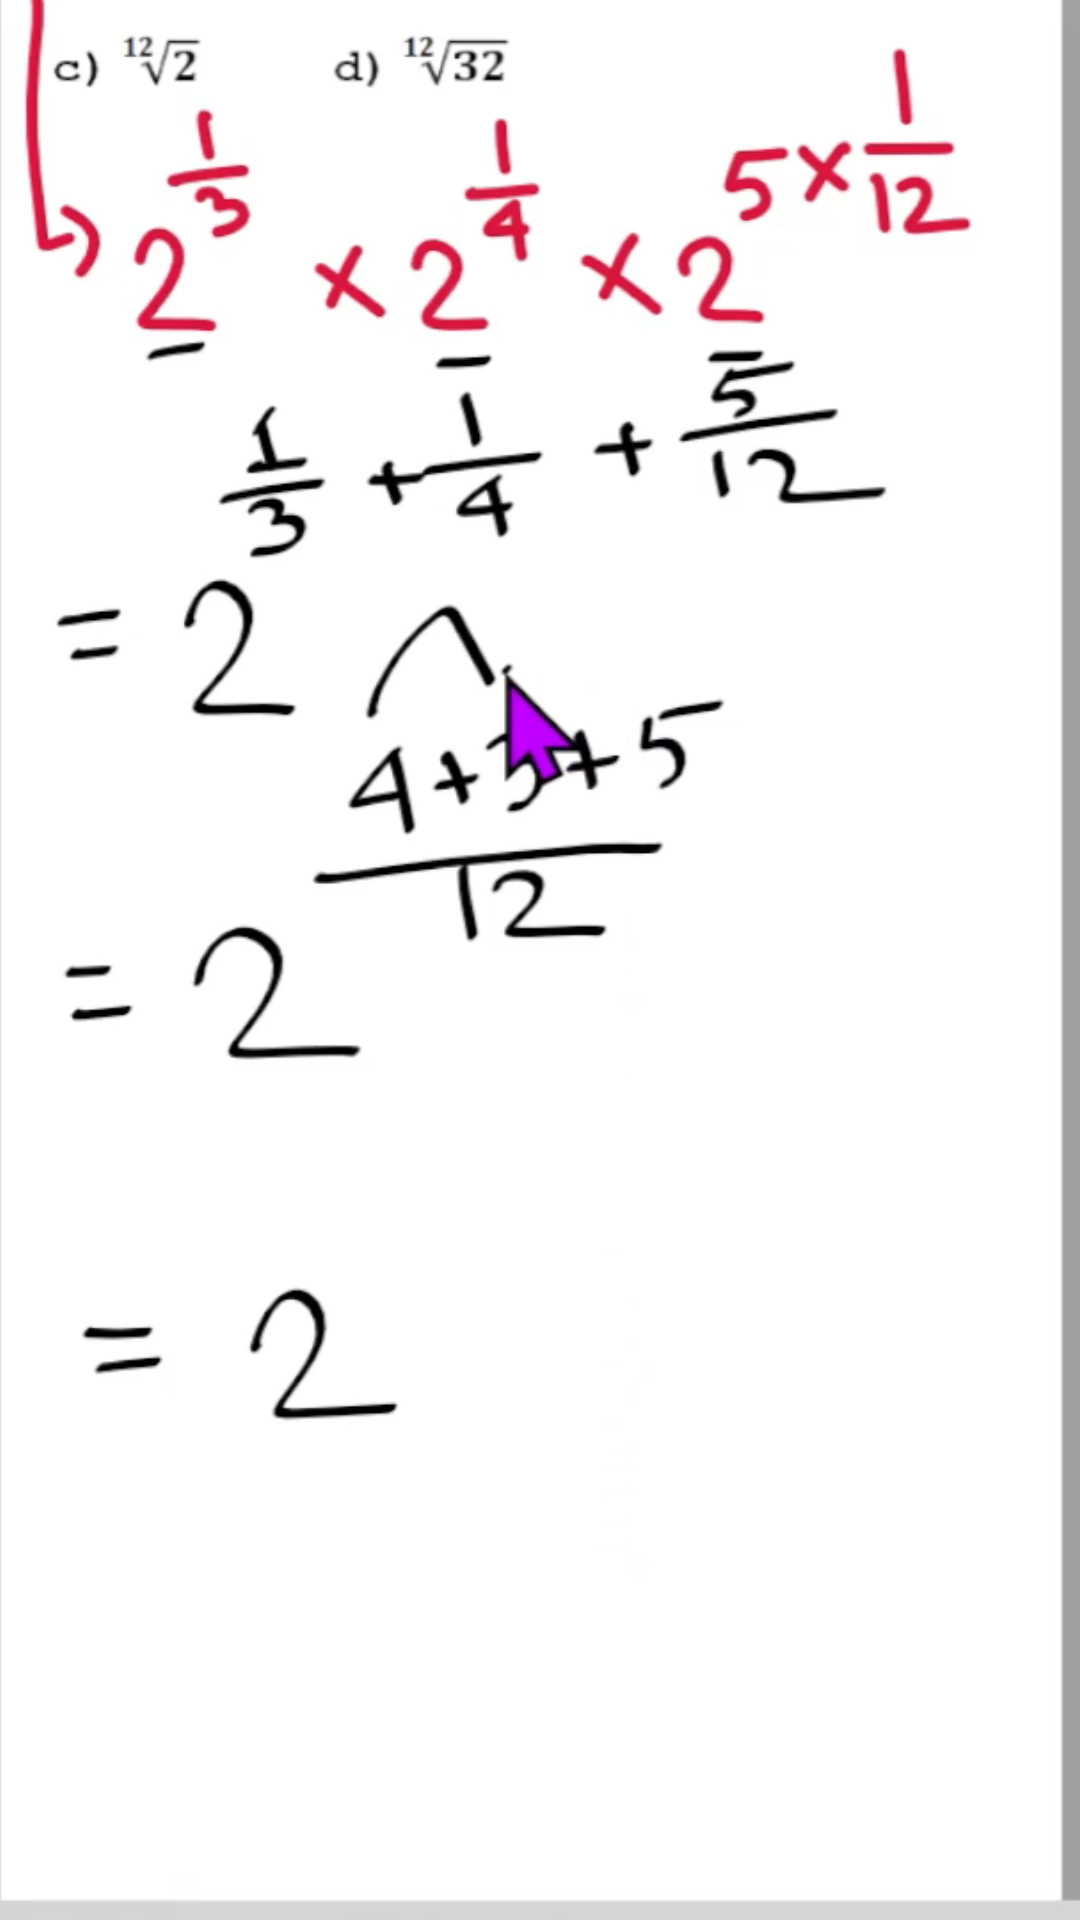 c) ¹²√2 d) ¹²√32
2^(1/3) × 2^(1/4) × 2^(5×1/12)
= 2^(1/3 + 1/4 + 5/12)
= 2^((4+3+5)/12)
= 2